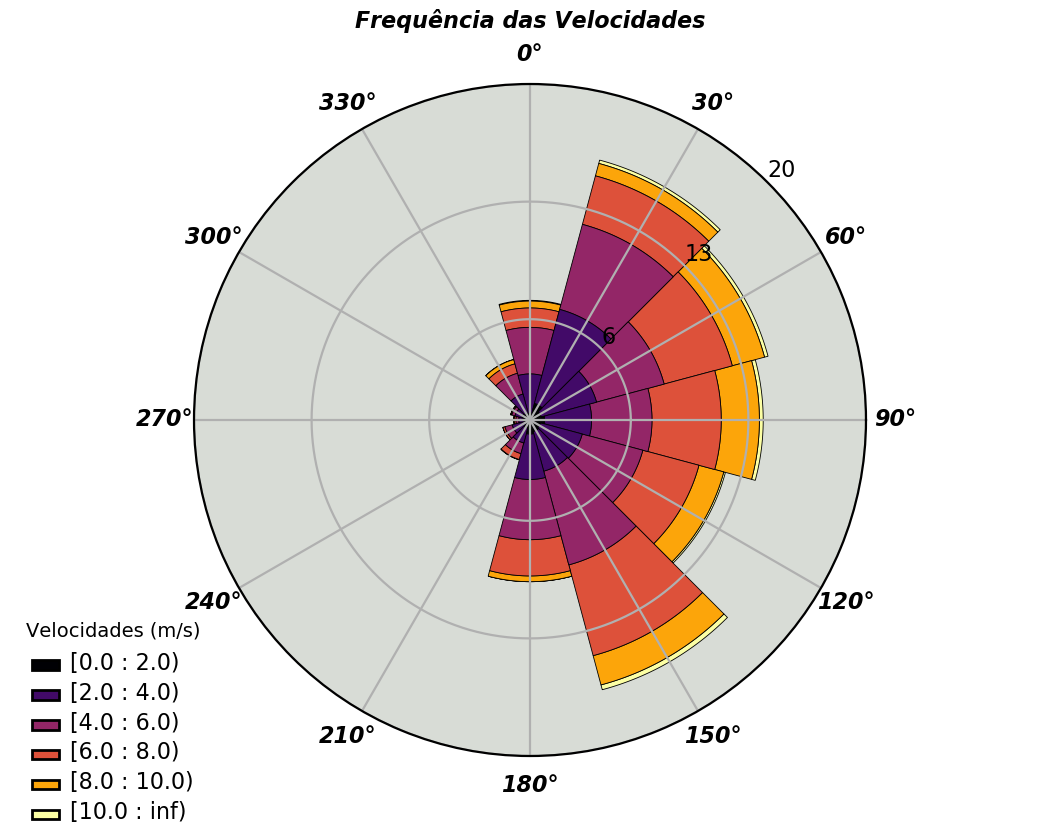 Frequência das Velocidades
0°
330°
30°
20
300°
60°
13
6
270°
90°
240°
120°
210°
150°
180°
Velocidades (m/s)
[0.0 : 2.0)
[2.0 : 4.0)
[4.0 : 6.0)
[6.0 : 8.0)
[8.0 : 10.0)
[10.0 : inf)